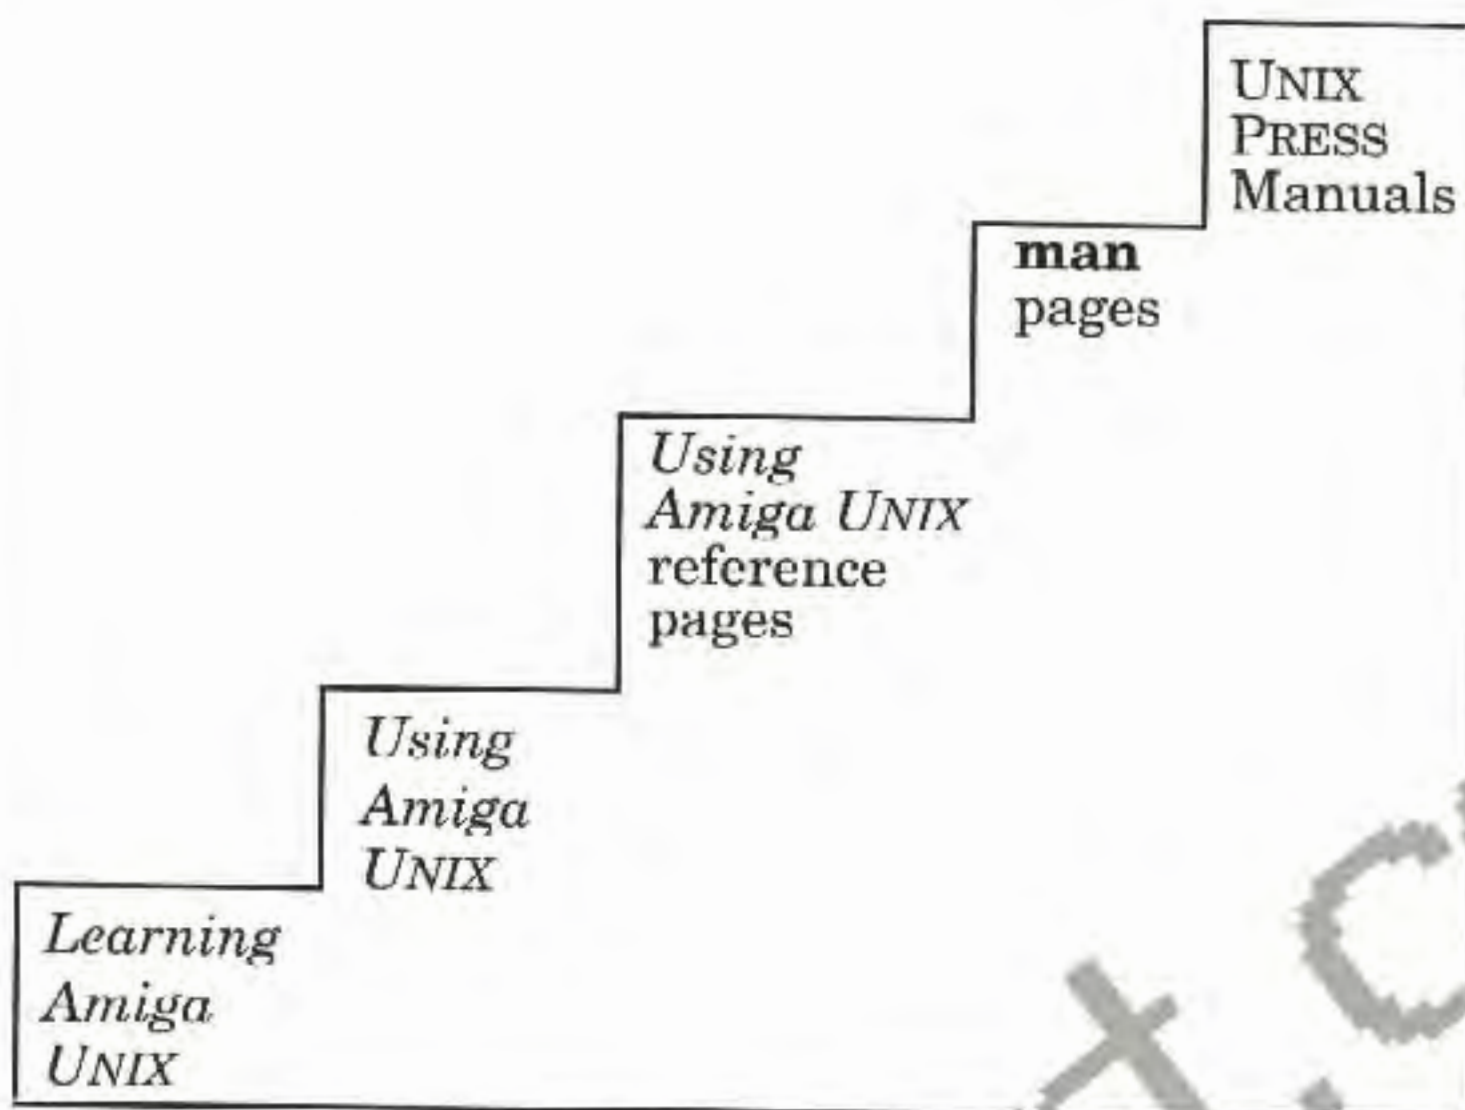 UNIX
PRESS
Manuals
man
pages
Using
Amiga UNIX
reference
pages
Using
Amiga
UNIX
Learning
Amiga
UNIX